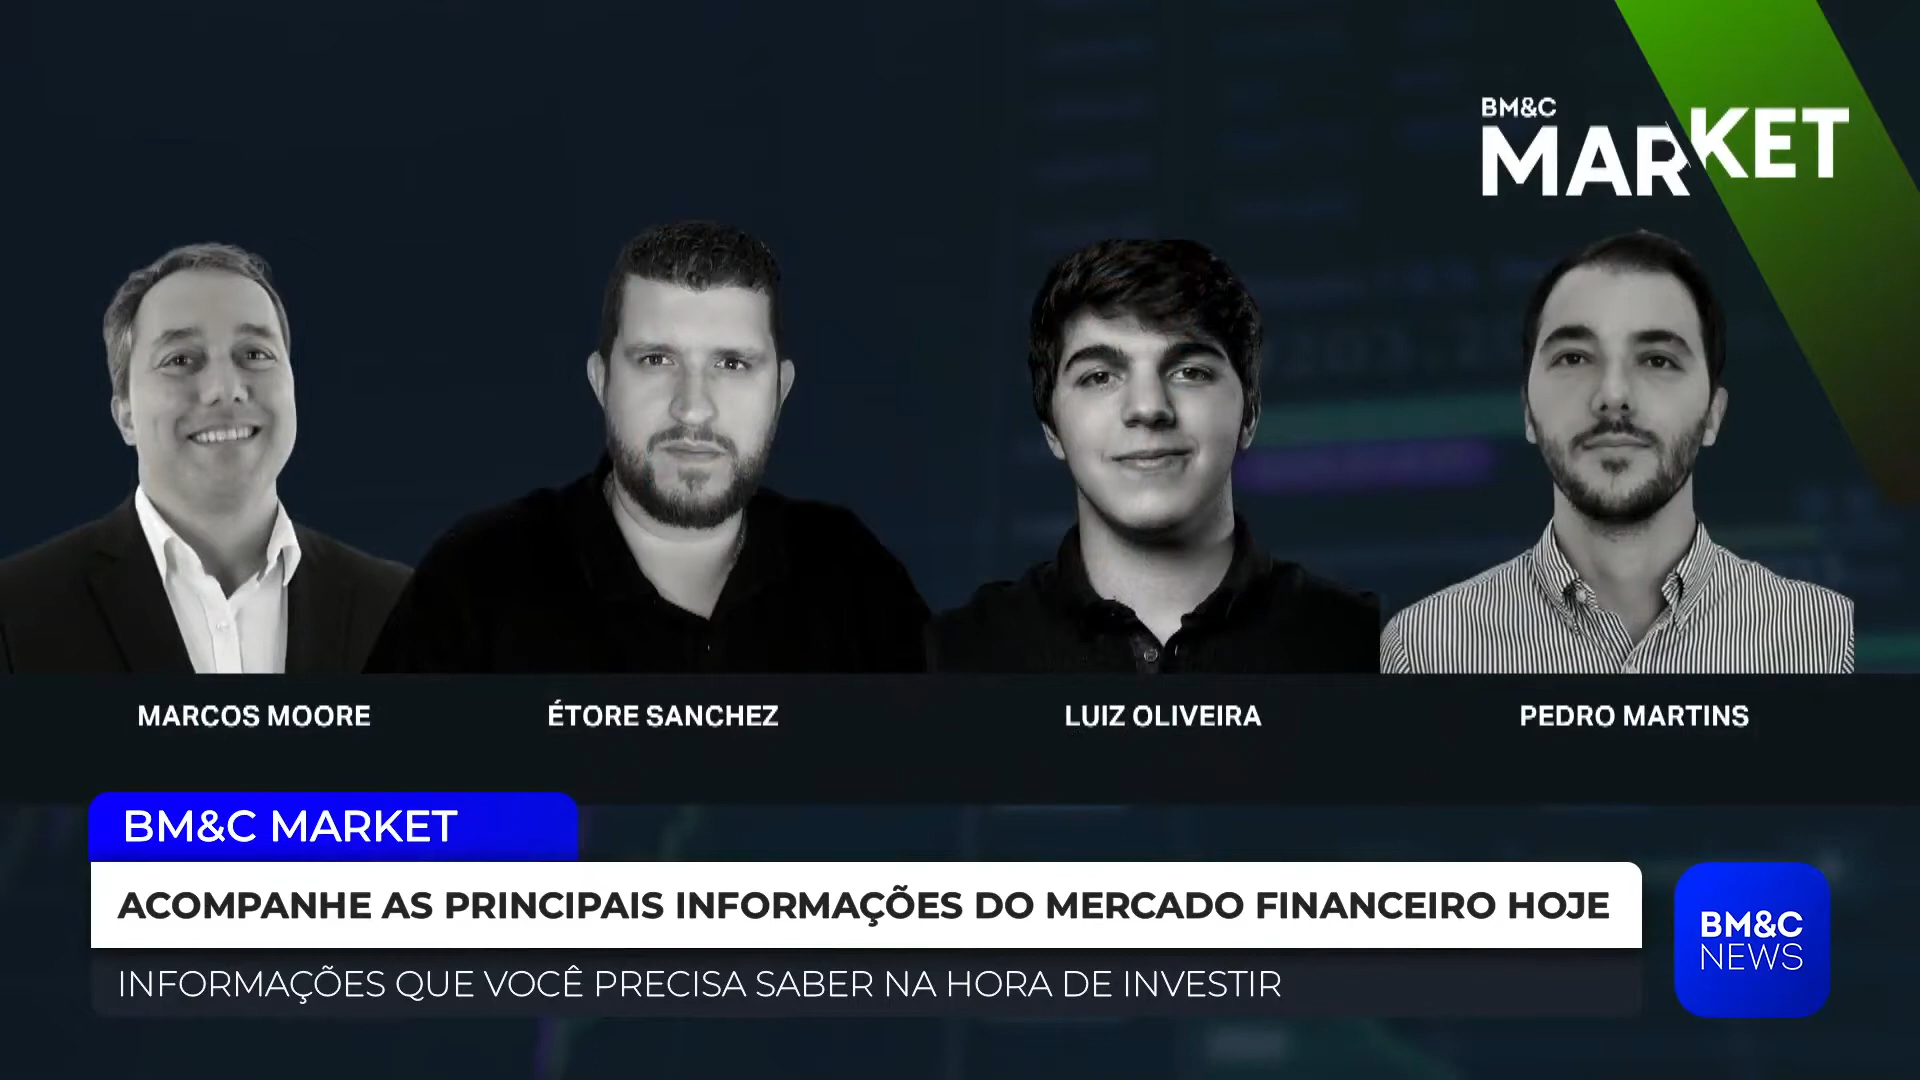 BM&C
MARKET
MARCOS MOORE
ÉTORE SANCHEZ
LUIZ OLIVEIRA
PEDRO MARTINS
BM&C MARKET
ACOMPANHE AS PRINCIPAIS INFORMAÇÕES DO MERCADO FINANCEIRO HOJE
INFORMAÇÕES QUE VOCÊ PRECISA SABER NA HORA DE INVESTIR
BM&C
NEWS